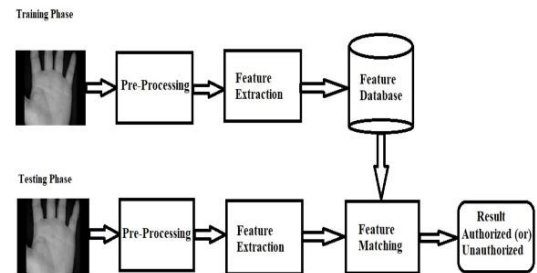 Training Phase
Pre-Processing
Feature
Extraction
Feature
Database
Testing Phase
Pre-Processing
Feature
Extraction
Feature
Matching
Result
Authorized (or)
Unauthorized